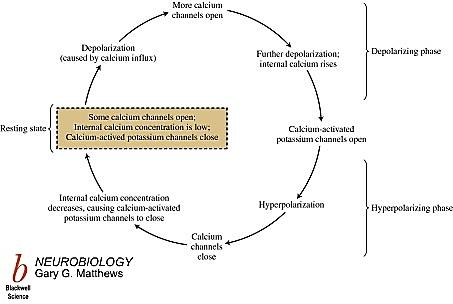 More calcium
channels open
Depolarization
(caused by calcium influx)
Further depolarization;
internal calcium rises
Depolarizing phase
Resting state
Some calcium channels open;
Internal calcium concentration is low;
Calcium-actived potassium channels close
Calcium-activated
potassium channels open
Internal calcium concentration
decreases, causing calcium-activated
potassium channels to close
Hyperpolarization
Hyperpolarizing phase
Calcium
channels
close
b
Blackwell
Science
NEUROBIOLOGY
Gary G. Matthews